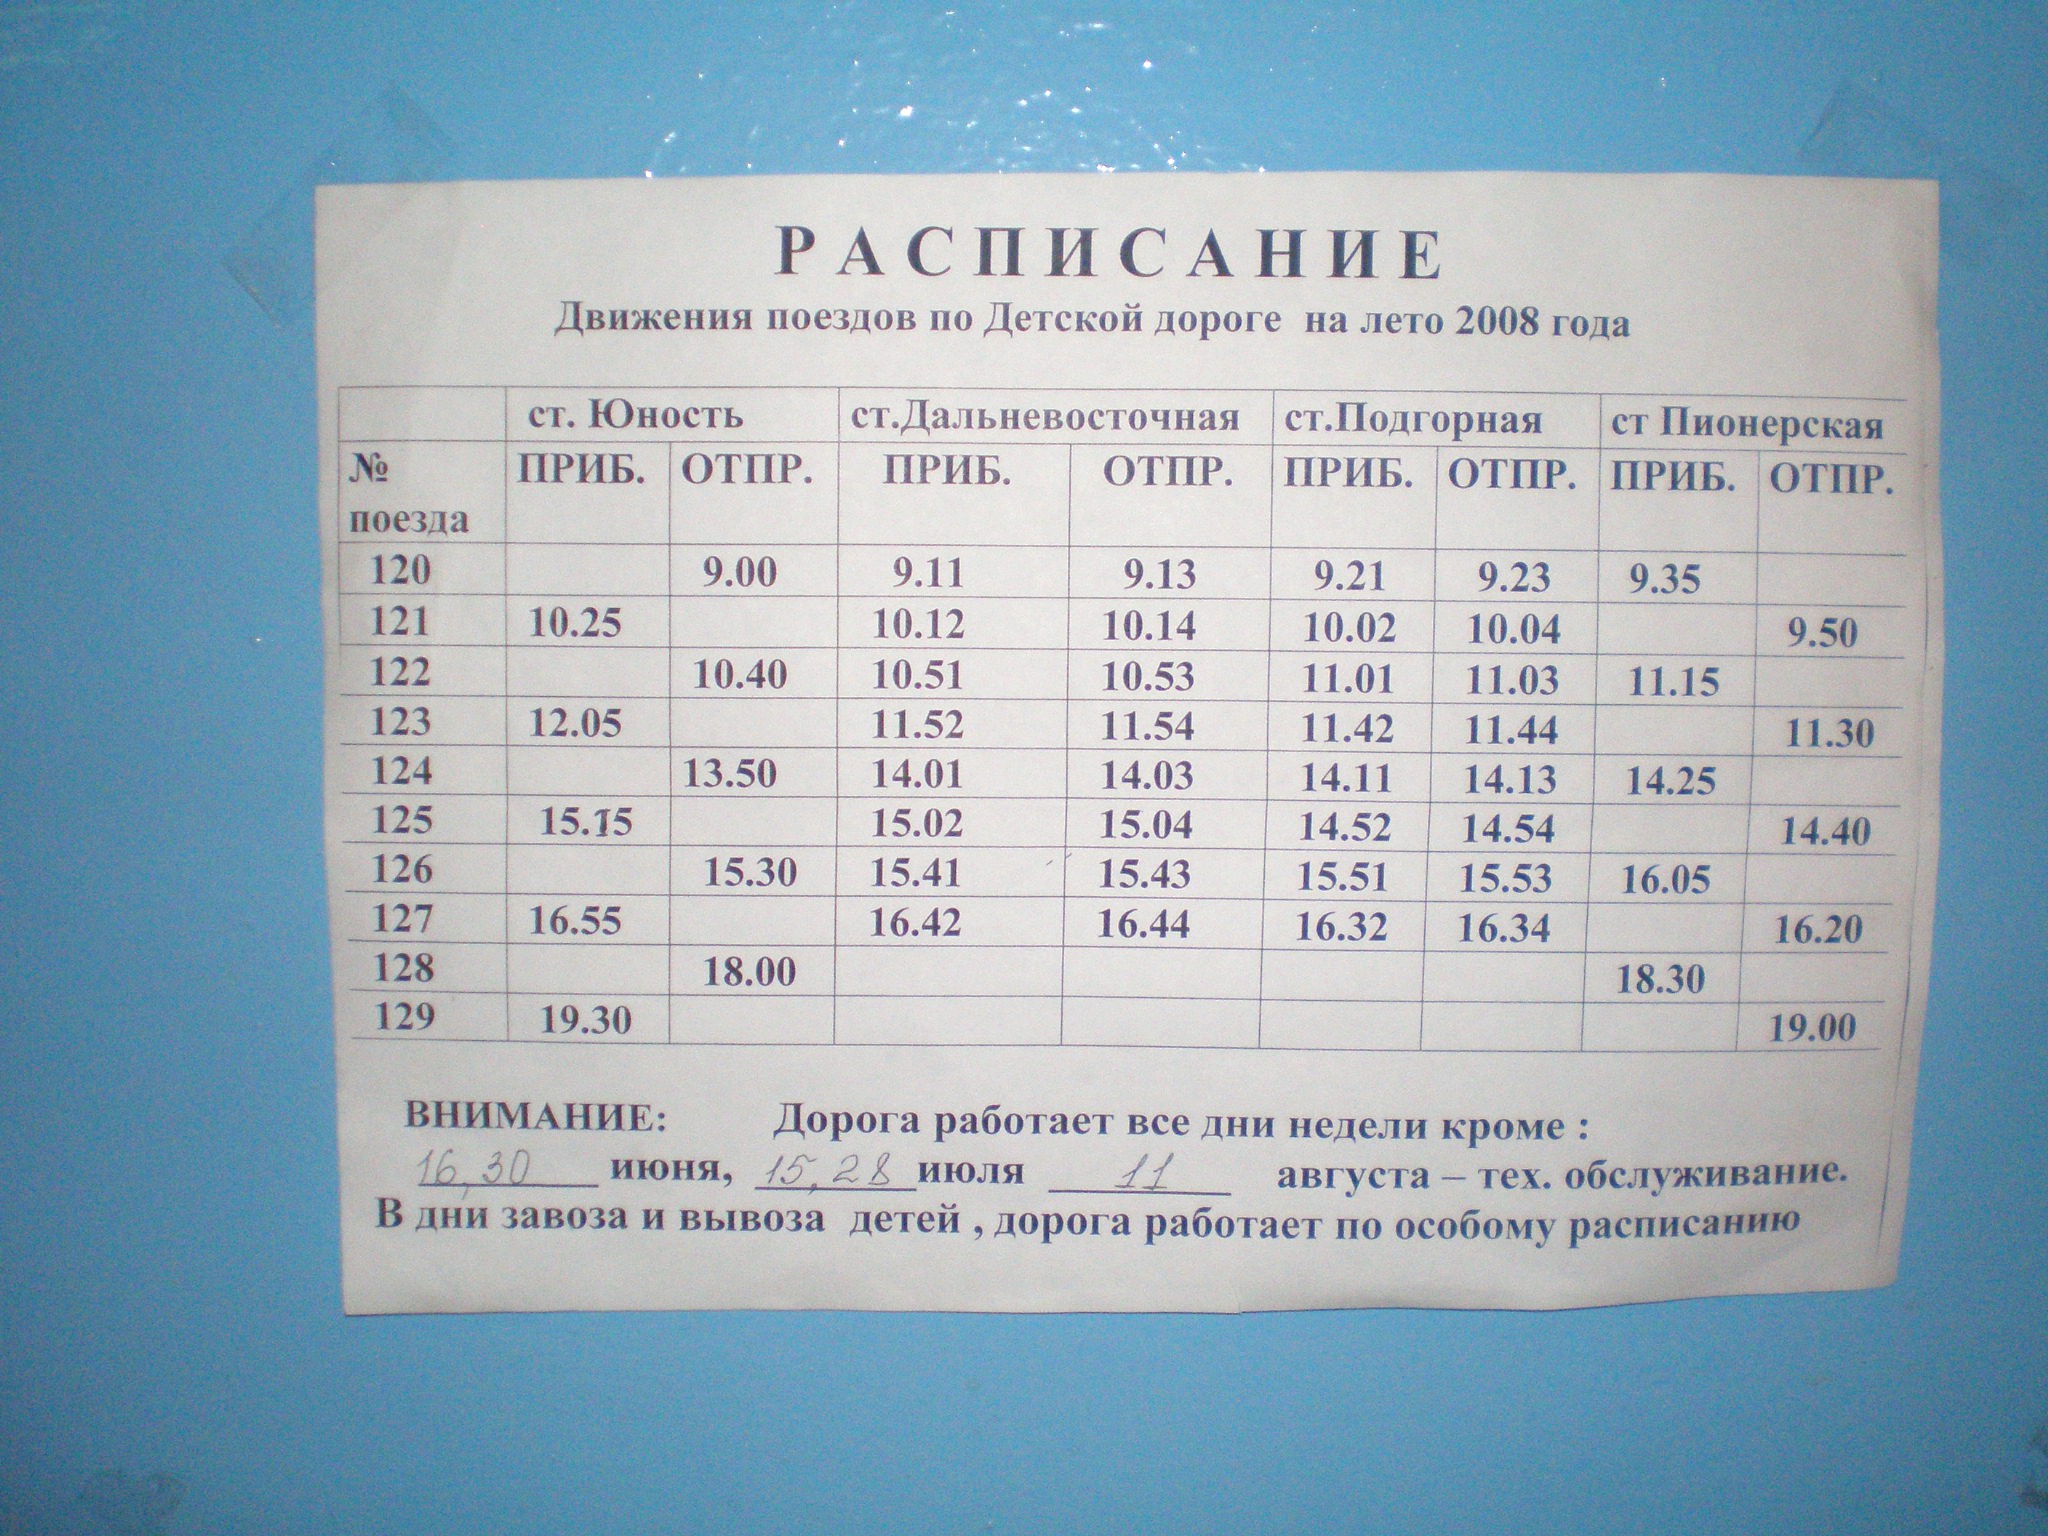 РАСПИСАНИЕ
Движения поездов по Детской дороге на лето 2008 года
ст. Юность ст.Дальневосточная ст.Подгорная ст Пионерская
№ поезда ПРИБ. ОТПР. ПРИБ. ОТПР. ПРИБ. ОТПР. ПРИБ. ОТПР.
120 9.00 9.11 9.13 9.21 9.23 9.35
121 10.25 10.12 10.14 10.02 10.04 9.50
122 10.40 10.51 10.53 11.01 11.03 11.15
123 12.05 11.52 11.54 11.42 11.44 11.30
124 13.50 14.01 14.03 14.11 14.13 14.25
125 15.15 15.02 15.04 14.52 14.54 14.40
126 15.30 15.41 15.43 15.51 15.53 16.05
127 16.55 16.42 16.44 16.32 16.34 16.20
128 18.00 18.30
129 19.30 19.00
ВНИМАНИЕ: Дорога работает все дни недели кроме :
16, 30 июня, 15, 28 июля 11 августа – тех. обслуживание.
В дни завоза и вывоза детей , дорога работает по особому расписанию